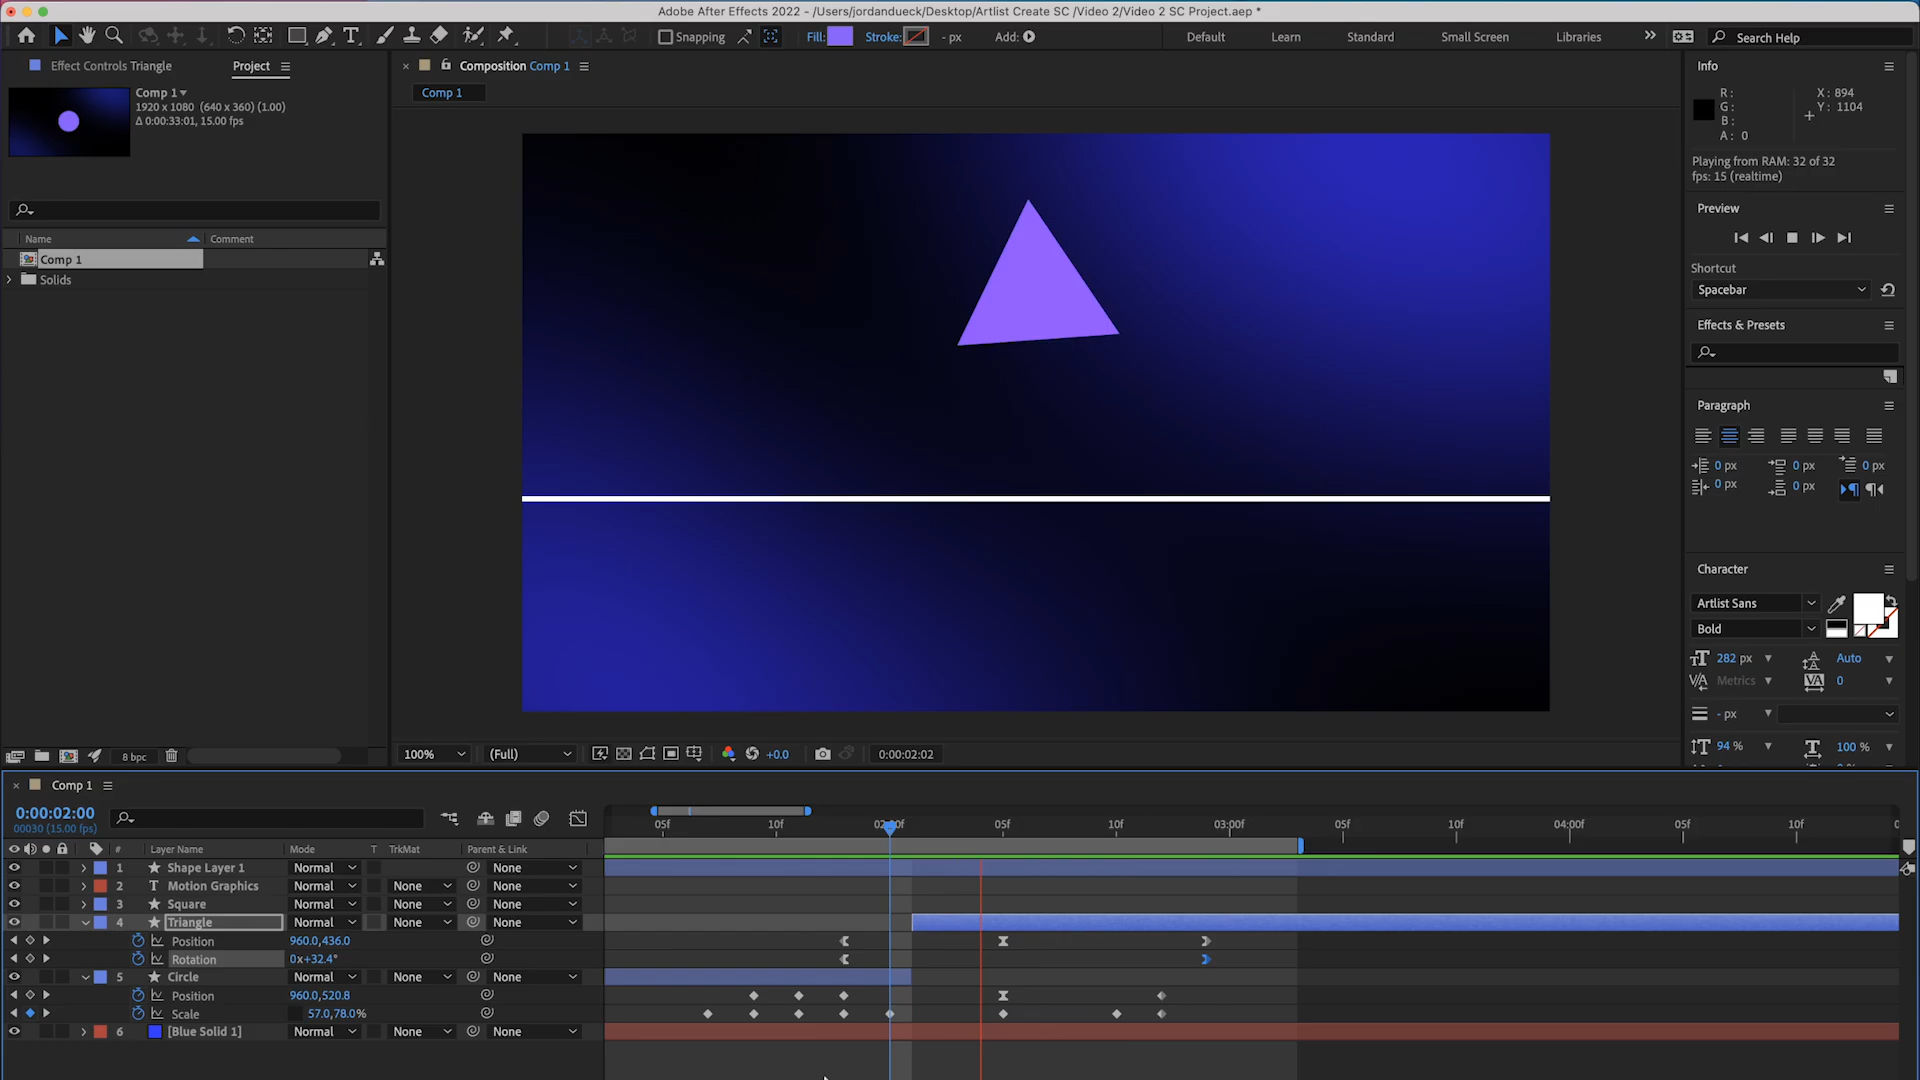 Adobe After Effects 2022 - /Users/jordandueck/Desktop/Artlist Create SC /Video 2/Video 2 SC Project.aep *
Snapping Fill: Stroke: - px Add: Default Learn Standard Small Screen Libraries Search Help
Effect Controls Triangle Project
Comp 1
1920 x 1080 (640 x 360) (1.00)
Δ 0:00:33:01, 15.00 fps
Name Comment
Comp 1
Solids
8 bpc
Composition Comp 1
Comp 1
100% (Full) +0.0 0:00:02:02
Info
R: X: 894
G: Y: 1104
B:
A: 0
Playing from RAM: 32 of 32
fps: 15 (realtime)
Preview
Shortcut
Spacebar
Effects & Presets
Paragraph
0 px 0 px 0 px
0 px 0 px
Character
Artlist Sans
Bold
282 px Auto
Metrics 0
- px
94 % 100 %
Comp 1
0:00:02:00
00030 (15.00 fps)
05f 10f 02:00f 05f 10f 03:00f 05f 10f 04:00f 05f 10f
# Layer Name Mode T TrkMat Parent & Link
1 Shape Layer 1 Normal None
2 T Motion Graphics Normal None None
3 Square Normal None None
4 Triangle Normal None None
Position 960.0,436.0
Rotation 0x+32.4°
5 Circle Normal None None
Position 960.0,520.8
Scale 57.0,78.0%
6 [Blue Solid 1] Normal None None